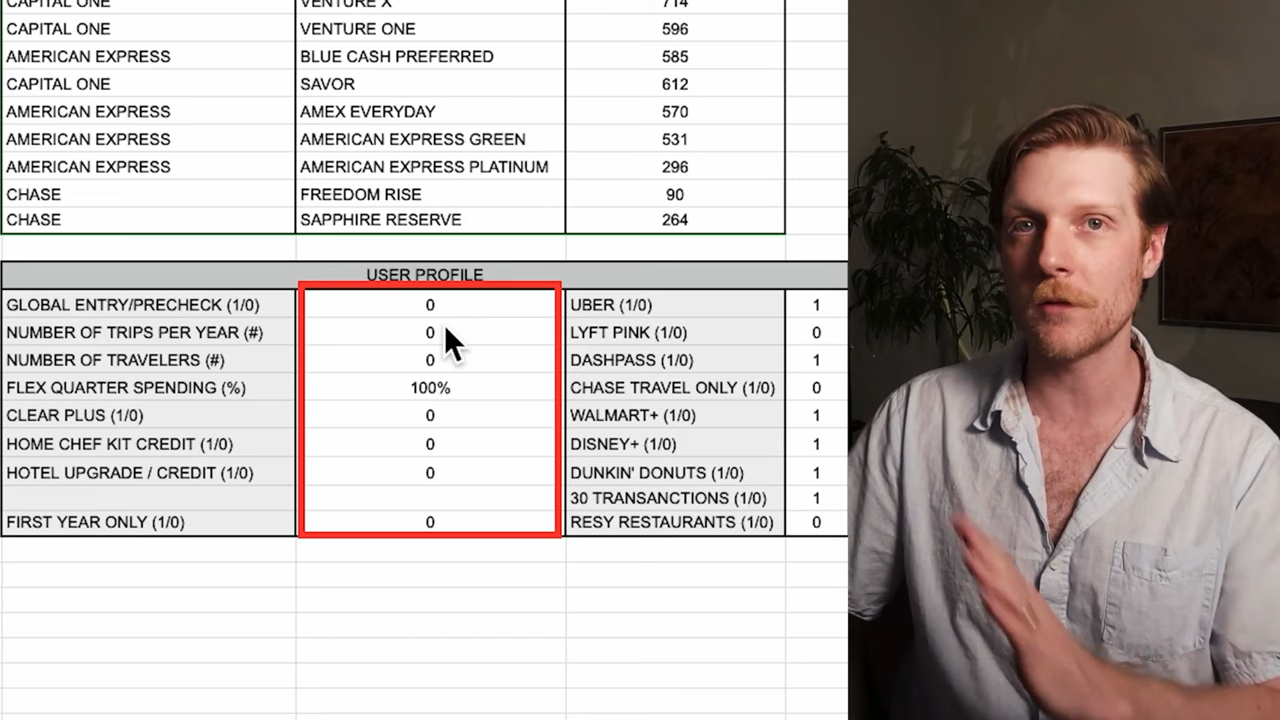 CAPITAL ONE VENTURE X 714
CAPITAL ONE VENTURE ONE 596
AMERICAN EXPRESS BLUE CASH PREFERRED 585
CAPITAL ONE SAVOR 612
AMERICAN EXPRESS AMEX EVERYDAY 570
AMERICAN EXPRESS AMERICAN EXPRESS GREEN 531
AMERICAN EXPRESS AMERICAN EXPRESS PLATINUM 296
CHASE FREEDOM RISE 90
CHASE SAPPHIRE RESERVE 264
USER PROFILE
GLOBAL ENTRY/PRECHECK (1/0) 0 UBER (1/0) 1
NUMBER OF TRIPS PER YEAR (#) 0 LYFT PINK (1/0) 0
NUMBER OF TRAVELERS (#) 0 DASHPASS (1/0) 1
FLEX QUARTER SPENDING (%) 100% CHASE TRAVEL ONLY (1/0) 0
CLEAR PLUS (1/0) 0 WALMART+ (1/0) 1
HOME CHEF KIT CREDIT (1/0) 0 DISNEY+ (1/0) 1
HOTEL UPGRADE / CREDIT (1/0) 0 DUNKIN' DONUTS (1/0) 1
30 TRANSANCTIONS (1/0) 1
FIRST YEAR ONLY (1/0) 0 RESY RESTAURANTS (1/0) 0